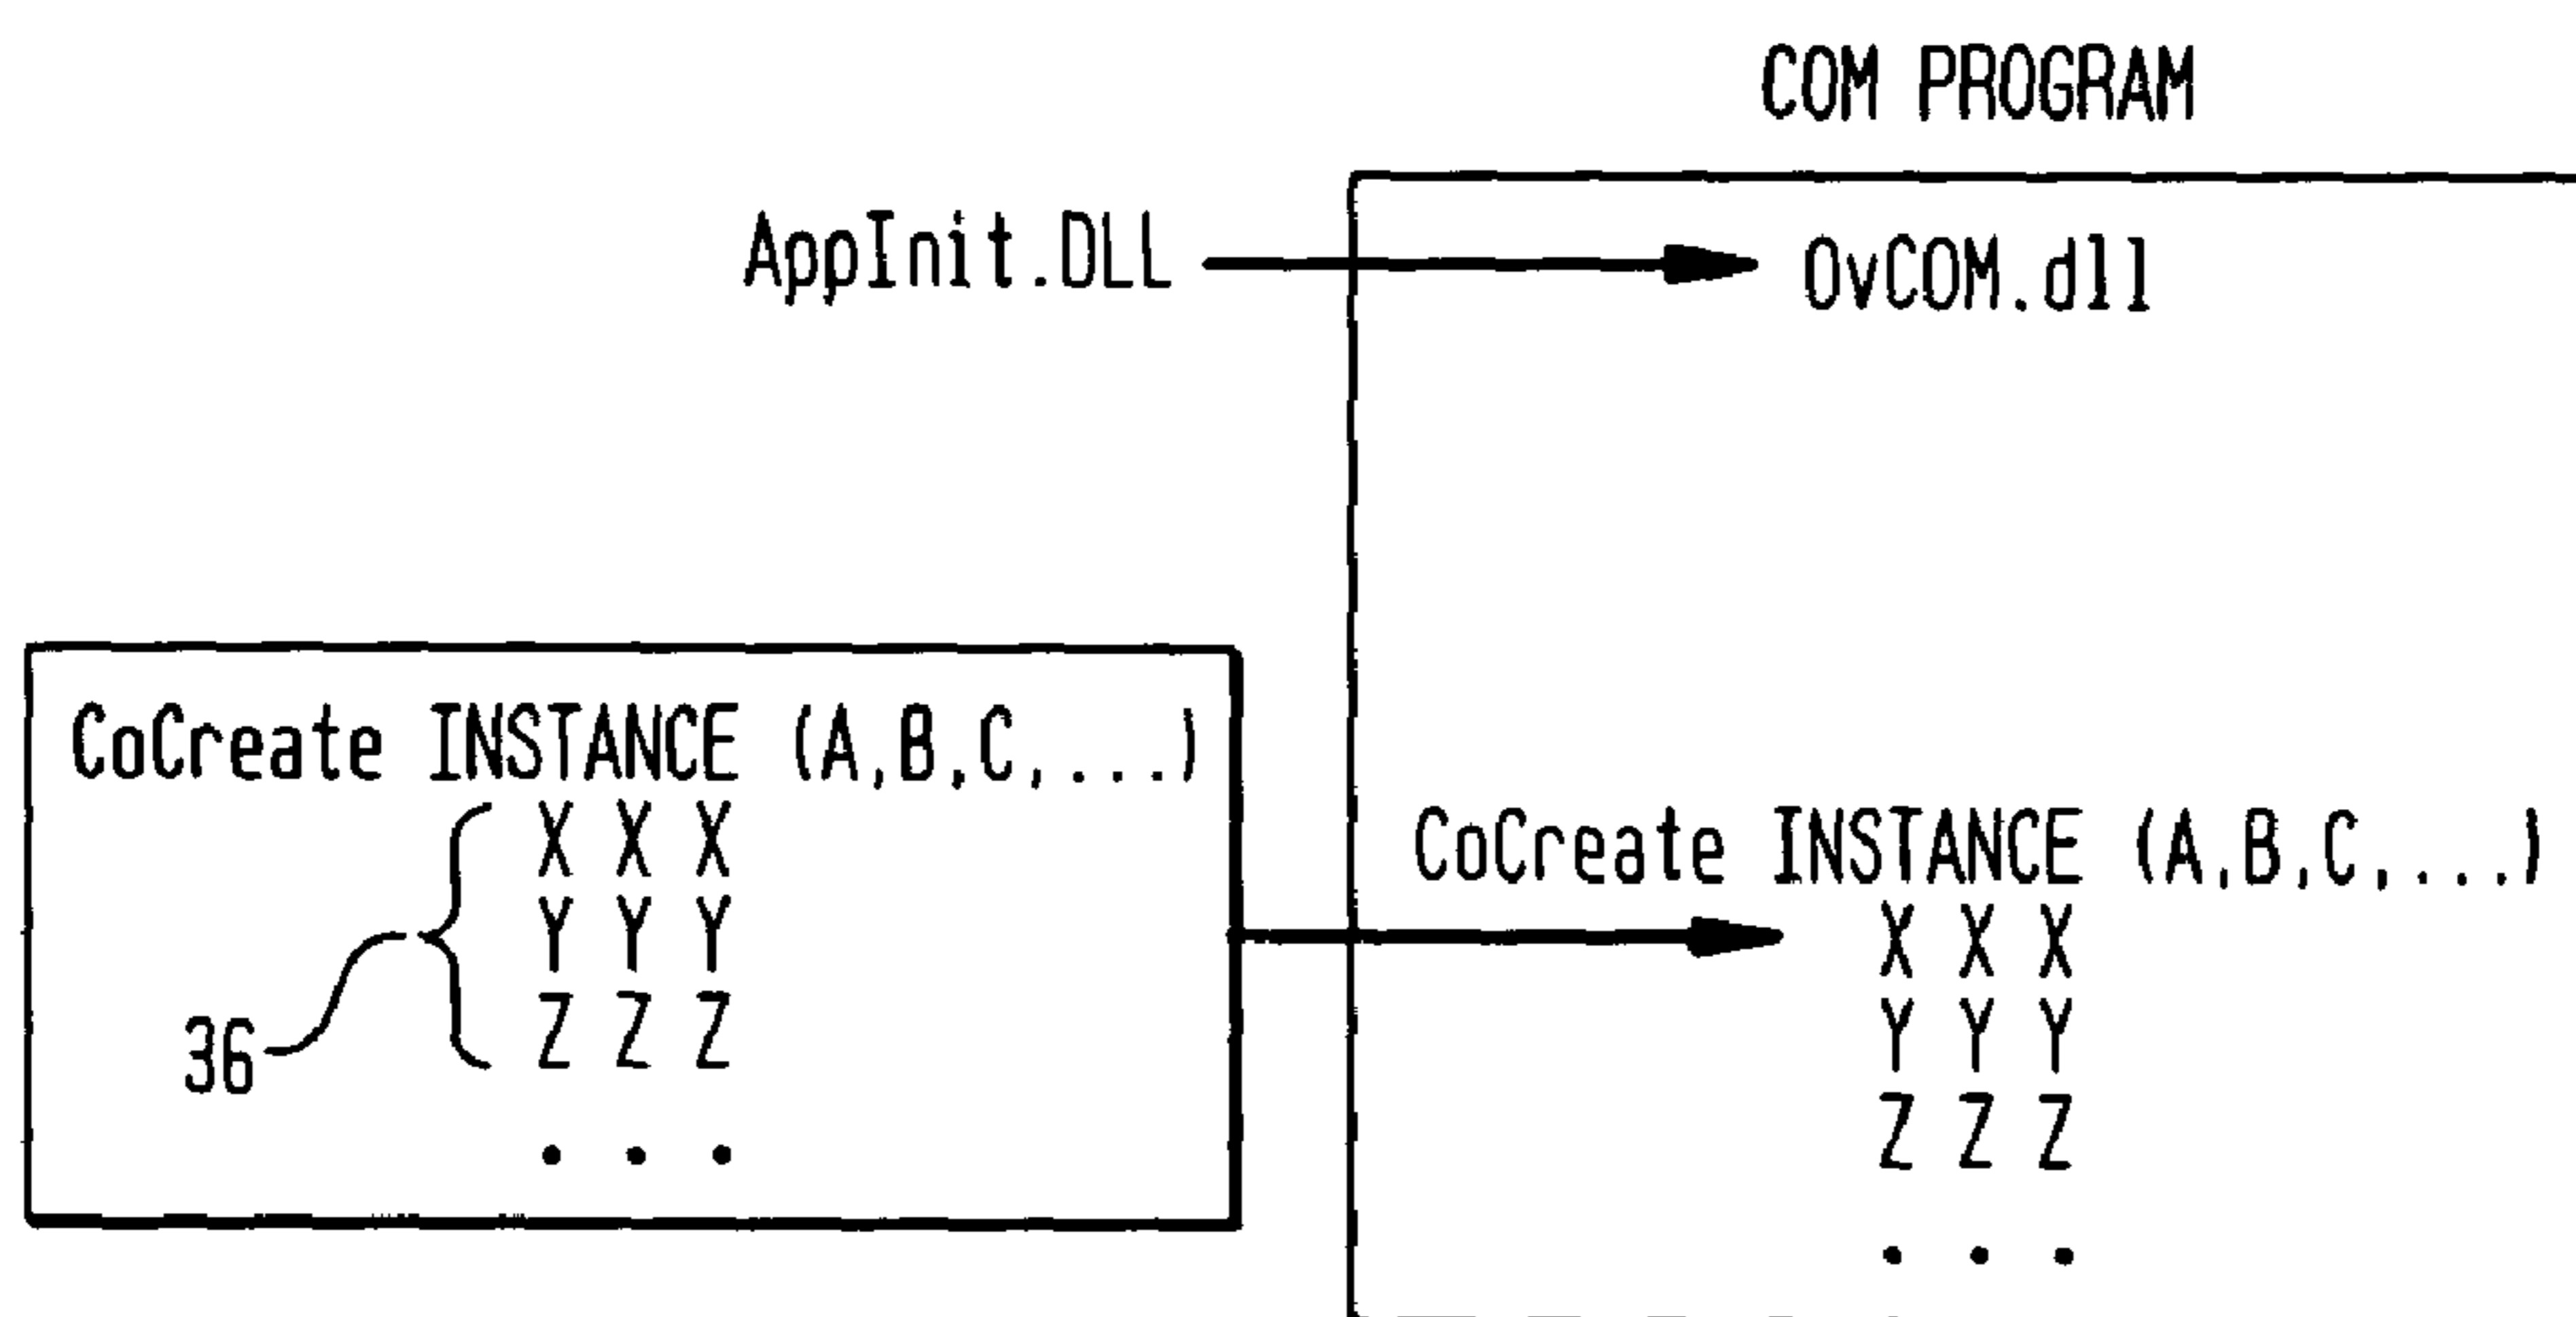 COM PROGRAM
AppInit.DLL
OvCOM.dll
CoCreate INSTANCE (A,B,C,...)
X X X
Y Y Y
Z Z Z
. . .
36
CoCreate INSTANCE (A,B,C,...)
X X X
Y Y Y
Z Z Z
. . .